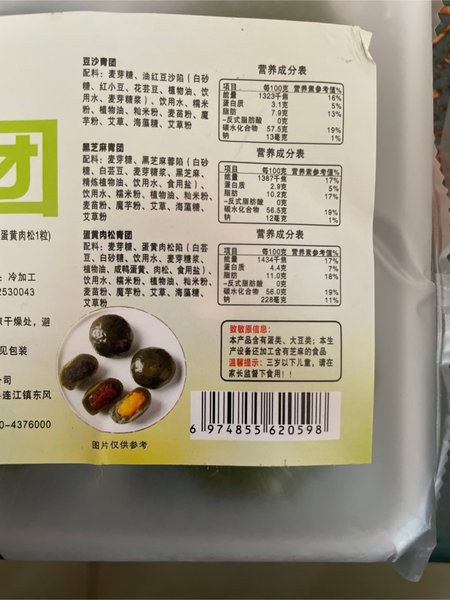 豆沙青团
配料：麦芽糖、油红豆沙馅（白砂
糖、红小豆、花芸豆、植物油、饮
用水、麦芽糖浆）、饮用水、糯米
粉、植物油、籼米粉、麦苗粉、魔
芋粉、艾草、海藻糖、艾草粉
营养成分表
项目 每100克 营养素参考值%
能量 1323千焦 16%
蛋白质 3.1克 5%
脂肪 7.9克 13%
-反式脂肪酸 0克
碳水化合物 57.5克 19%
钠 13毫克 1%
黑芝麻青团
配料：麦芽糖、黑芝麻蓉馅（白砂
糖、白芸豆、麦芽糖浆、黑芝麻、
精炼植物油、饮用水、食用盐）、
饮用水、糯米粉、植物油、籼米粉、
麦苗粉、魔芋粉、艾草、海藻糖、
艾草粉
营养成分表
项目 每100克 营养素参考值%
能量 1387千焦 17%
蛋白质 2.9克 5%
脂肪 10.2克 17%
-反式脂肪酸 0克
碳水化合物 56.5克 19%
钠 12毫克 1%
蛋黄肉松青团
配料：麦芽糖、蛋黄肉松馅（白芸
豆、白砂糖、饮用水、麦芽糖浆、
植物油、咸鸭蛋黄、肉松、食用盐）、
饮用水、糯米粉、植物油、籼米粉、
麦苗粉、魔芋粉、艾草、海藻糖、
艾草粉
营养成分表
项目 每100克 营养素参考值%
能量 1434千焦 17%
蛋白质 4.4克 7%
脂肪 11.0克 18%
-反式脂肪酸 0克
碳水化合物 56.0克 19%
钠 228毫克 11%
团
蛋黄肉松1粒)
：冷加工
2530043
干燥处，避
见包装
公司
连江镇东风
0-4376000
致敏原信息：
本产品含有蛋类、大豆类；本生
产设备还加工含有芝麻的食品
温馨提示：三岁以下儿童，请在
家长监督下食用！！
图片仅供参考
6 974855 620598